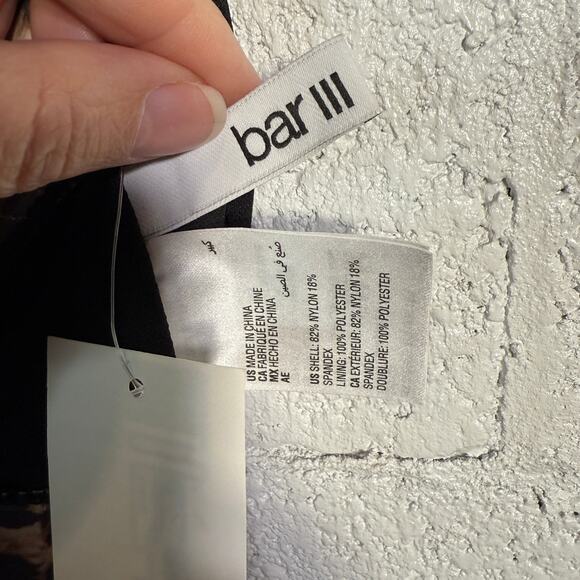 bar III
كبير
صنع في الصين
US MADE IN CHINA
CA FABRIQUÉ EN CHINE
MX HECHO EN CHINA
AE
US SHELL: 82% NYLON 18%
SPANDEX
LINING: 100% POLYESTER
CA EXTÉRIEUR: 82% NYLON 18%
SPANDEX
DOUBLURE: 100% POLYESTER